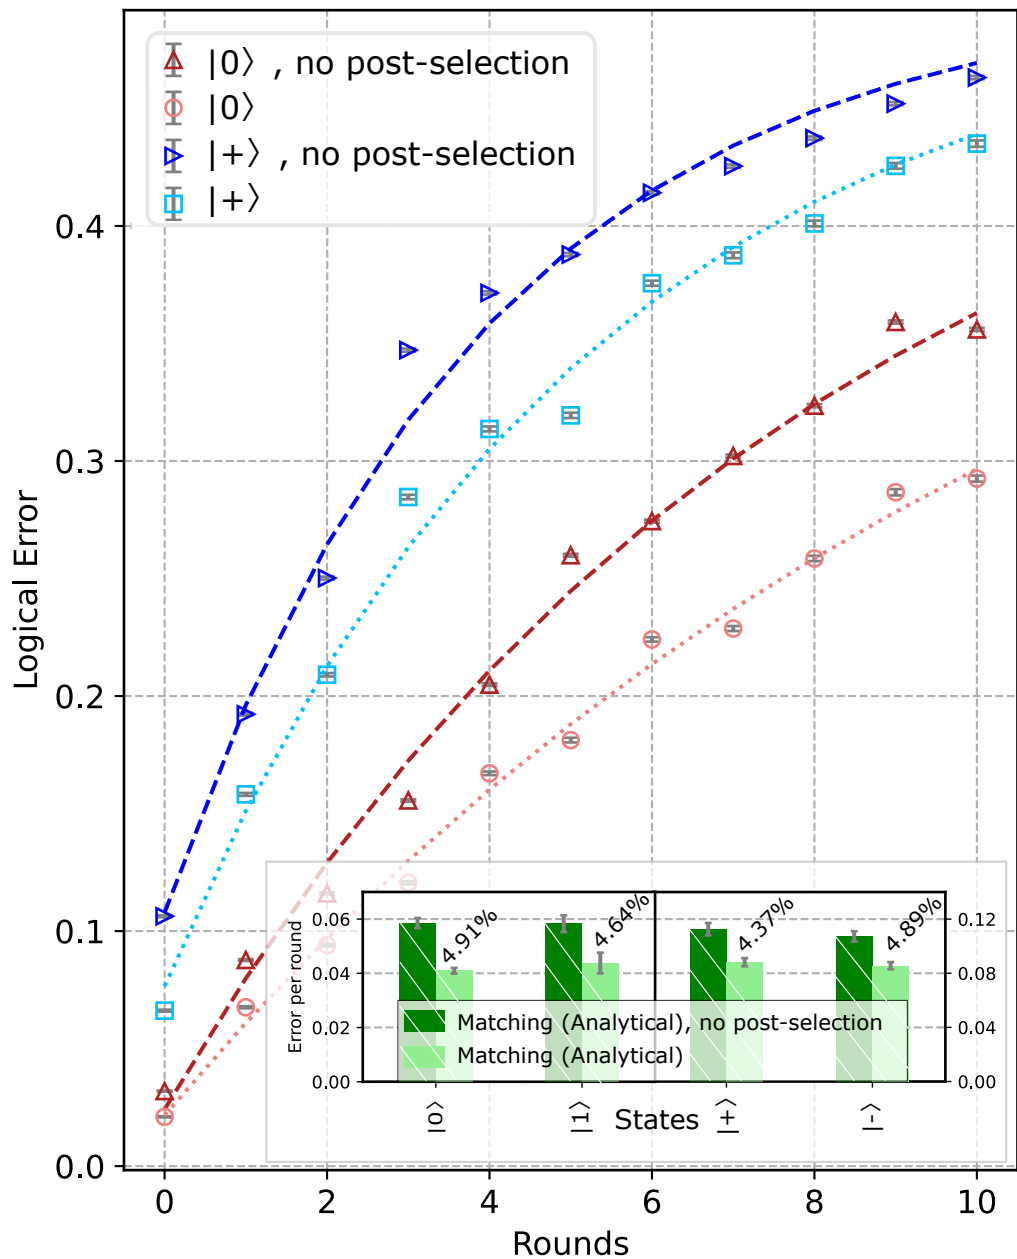 |0⟩ , no post-selection
|0⟩
|+⟩ , no post-selection
|+⟩
0.4
0.3
0.2
0.1
0.0
Logical Error
0 2 4 6 8 10
Rounds
0.06
0.04
0.02
0.00
Error per round
4.91% 4.64% 4.37% 4.89%
0.12
0.08
0.04
0.00
Matching (Analytical), no post-selection
Matching (Analytical)
|0⟩ |1⟩ |+⟩ |-⟩
States